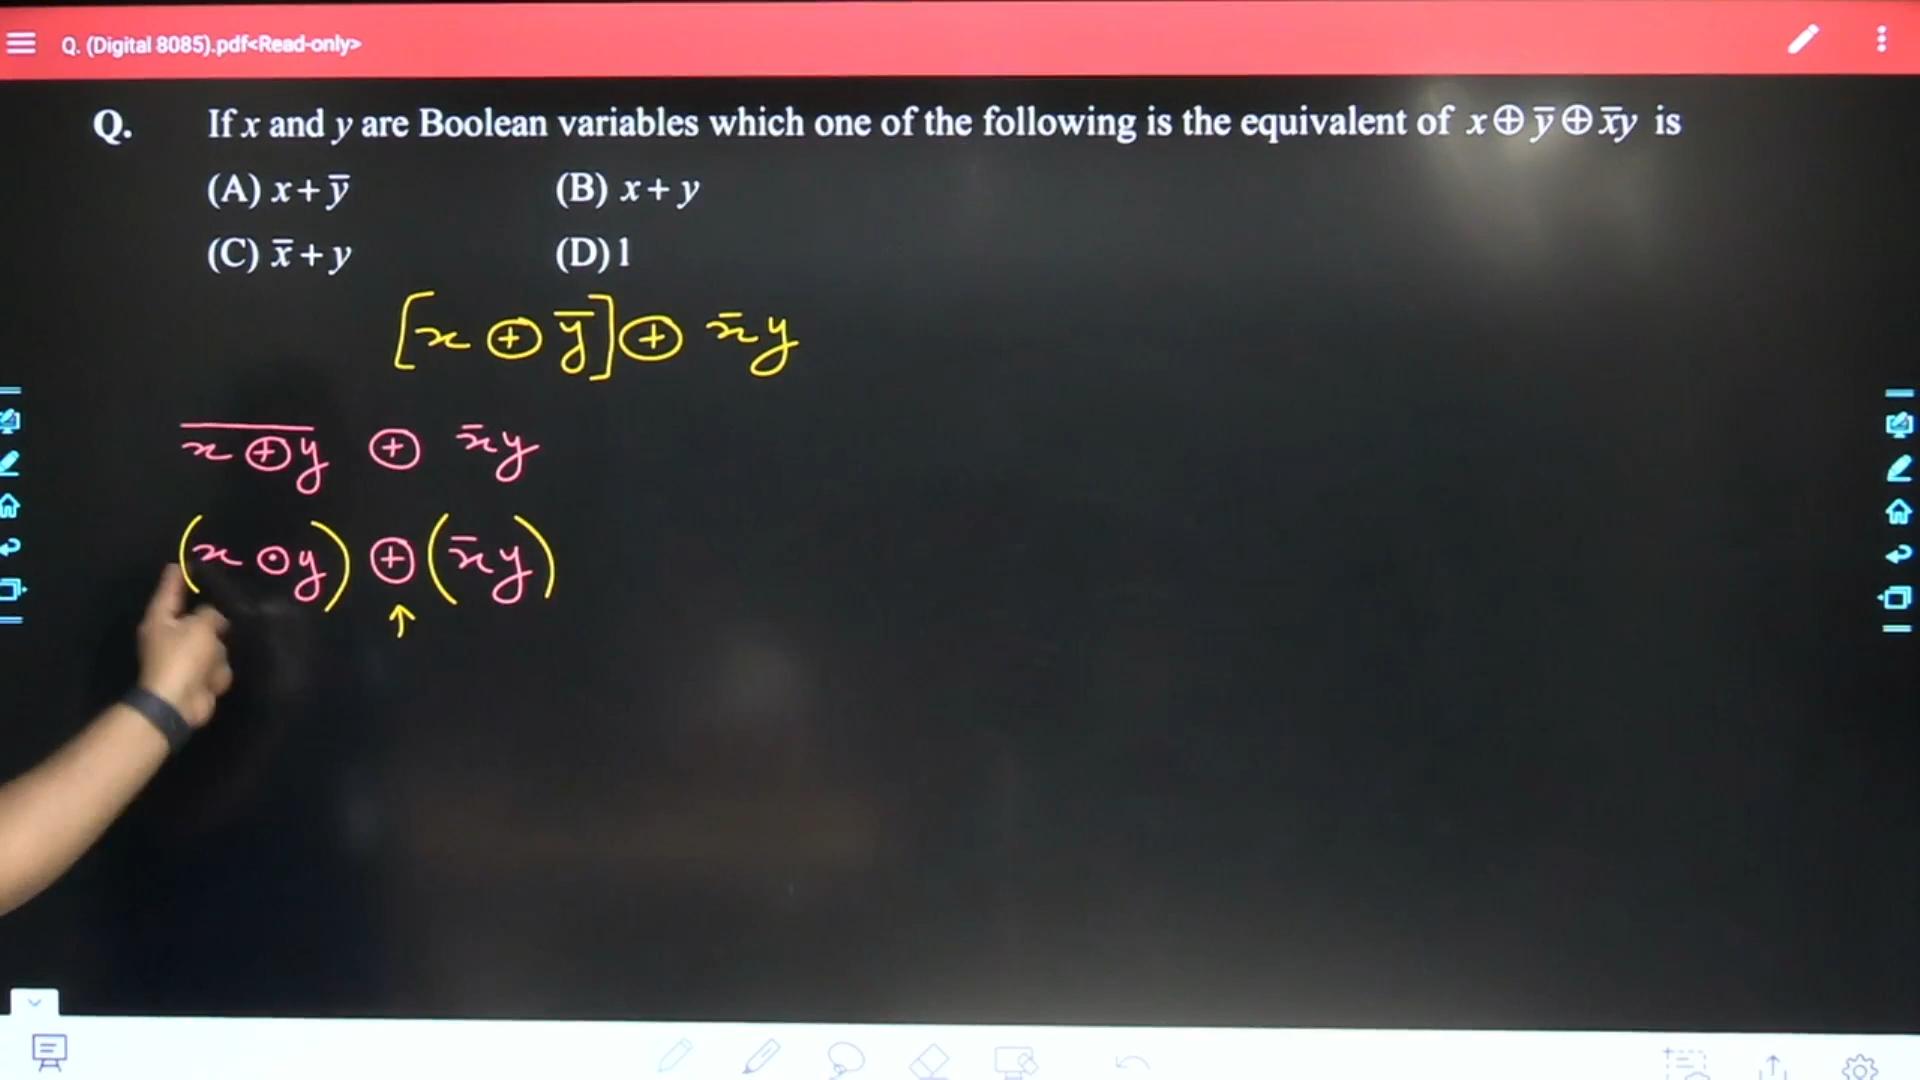 Q. (Digital 8085).pdf<Read-only>
Q. If x and y are Boolean variables which one of the following is the equivalent of x⊕y̅⊕x̅y is
(A) x+y̅ (B) x+y
(C) x̅+y (D) 1
[x ⊕ y̅] ⊕ x̅y
x̅ ̅⊕̅ ̅y̅ ⊕ x̅y
(x ⊙ y) ⊕ (x̅y)
↑